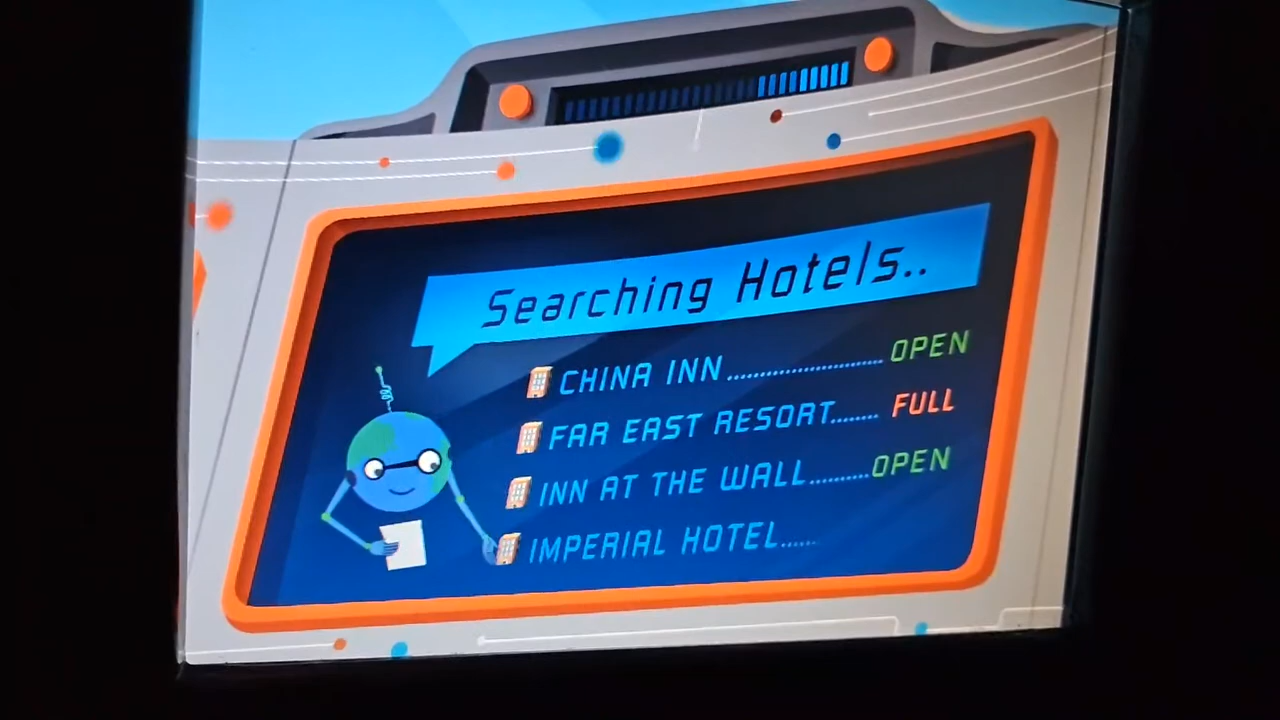 Searching Hotels..
CHINA INN...................... OPEN
FAR EAST RESORT....... FULL
INN AT THE WALL.........OPEN
IMPERIAL HOTEL......